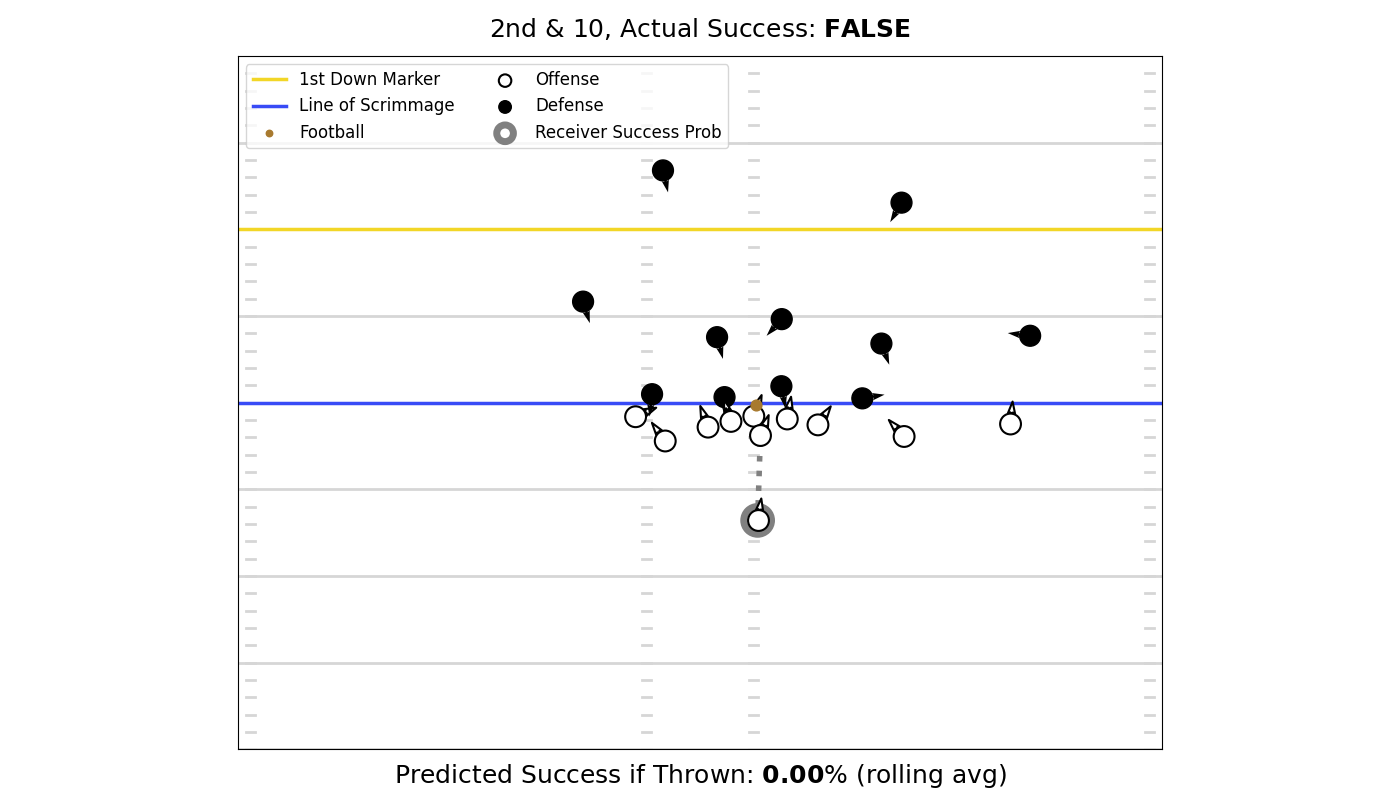 2nd & 10, Actual Success: FALSE
1st Down Marker
Line of Scrimmage
Football
Offense
Defense
Receiver Success Prob
Predicted Success if Thrown: 0.00% (rolling avg)